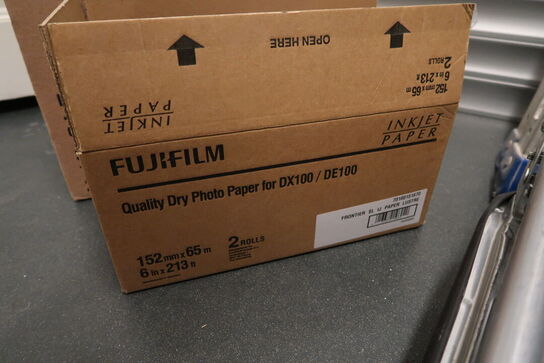 OPEN HERE
2 ROLLS
6 in x 213 ft
152 mm x 65 m
INKJET
PAPER
INKJET
PAPER
FUJIFILM
Quality Dry Photo Paper for DX100 / DE100
FRONTIER SL IJ PAPER LUSTRE
152 mm x 65 m
6 in x 213 ft
2 ROLLS